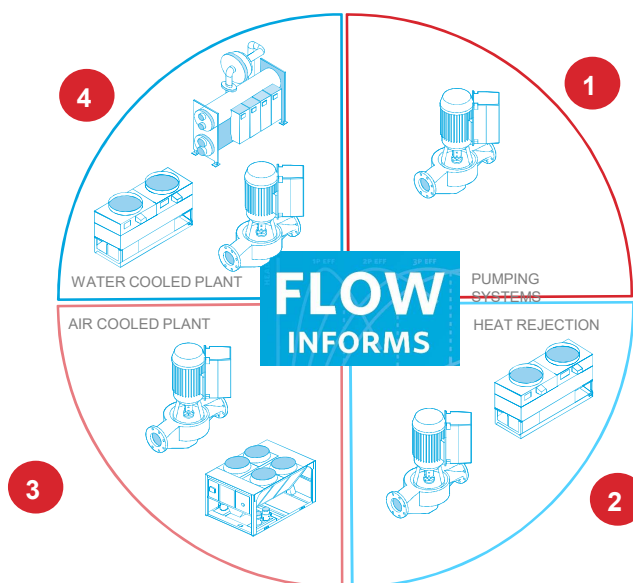 4
1
WATER COOLED PLANT
PUMPING
SYSTEMS
FLOW
INFORMS
AIR COOLED PLANT
HEAT REJECTION
3
2